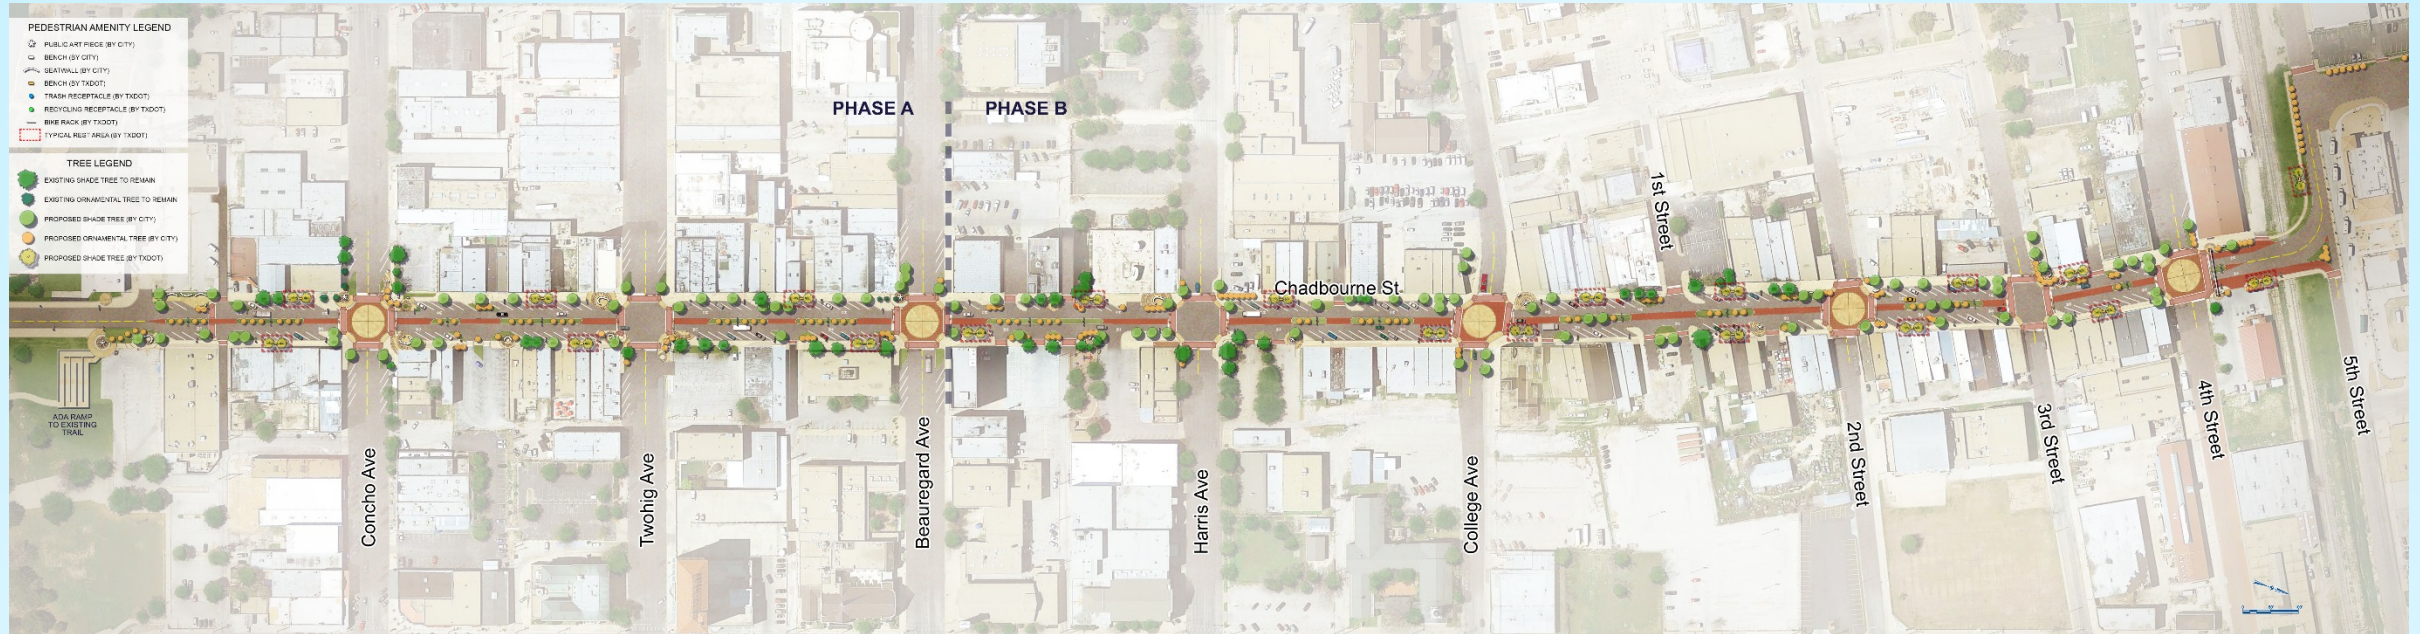 PEDESTRIAN AMENITY LEGEND
PUBLIC ART PIECE (BY CITY)
BENCH (BY CITY)
SEATWALL (BY CITY)
BENCH (BY TXDOT)
TRASH RECEPTACLE (BY TXDOT)
RECYCLING RECEPTACLE (BY TXDOT)
BIKE RACK (BY TXDOT)
TYPICAL REST AREA (BY TXDOT)
TREE LEGEND
EXISTING SHADE TREE TO REMAIN
EXISTING ORNAMENTAL TREE TO REMAIN
PROPOSED SHADE TREE (BY CITY)
PROPOSED ORNAMENTAL TREE (BY CITY)
PROPOSED SHADE TREE (BY TXDOT)
PHASE A
PHASE B
Chadbourne St
ADA RAMP
TO EXISTING
TRAIL
Concho Ave
Twohig Ave
Beauregard Ave
Harris Ave
College Ave
1st Street
2nd Street
3rd Street
4th Street
5th Street